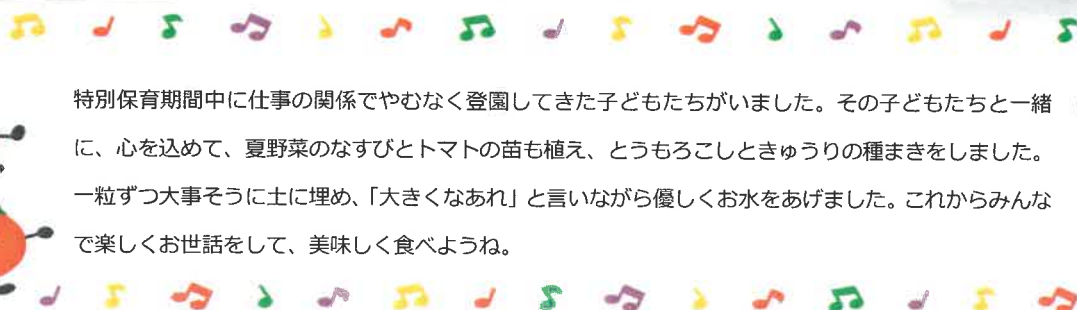 特別保育期間中に仕事の関係でやむなく登園してきた子どもたちがいました。その子どもたちと一緒
に、心を込めて、夏野菜のなすびとトマトの苗も植え、とうもろこしときゅうりの種まきをしました。
一粒ずつ大事そうに土に埋め、「大きくなあれ」と言いながら優しくお水をあげました。これからみんな
で楽しくお世話をして、美味しく食べようね。